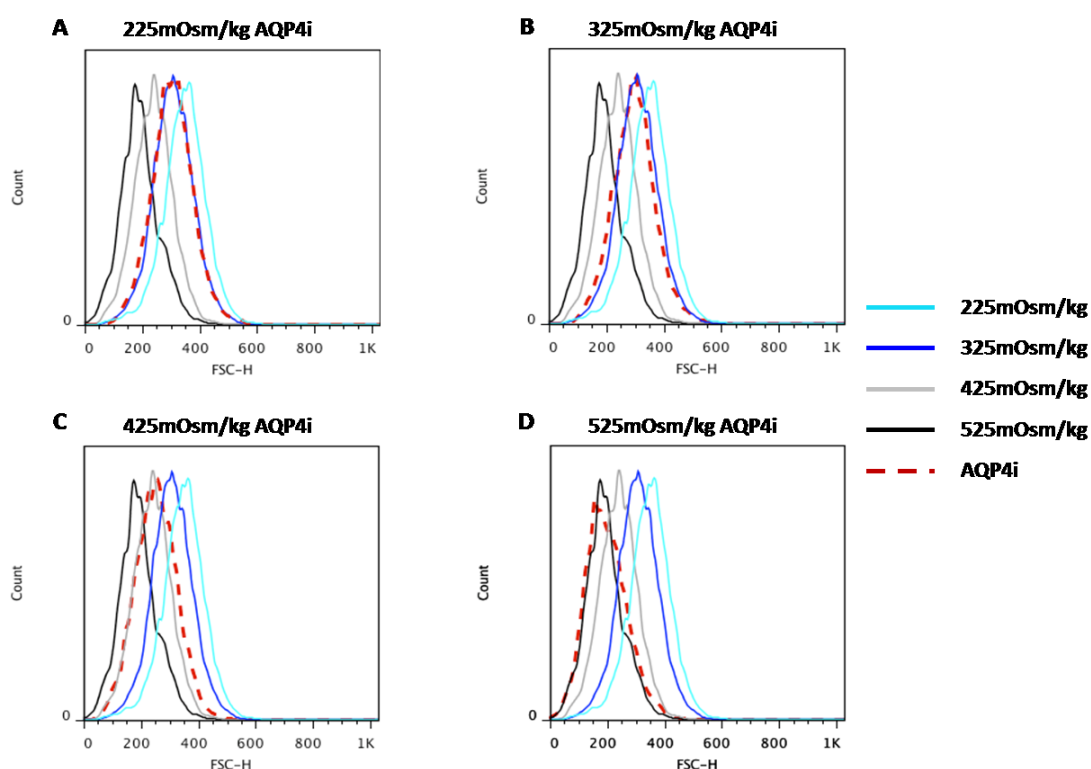 A 225mOsm/kg AQP4i
Count
0
0 200 400 600 800 1K
FSC-H
B 325mOsm/kg AQP4i
Count
0
0 200 400 600 800 1K
FSC-H
225mOsm/kg
325mOsm/kg
425mOsm/kg
525mOsm/kg
AQP4i
C 425mOsm/kg AQP4i
Count
0
0 200 400 600 800 1K
FSC-H
D 525mOsm/kg AQP4i
Count
0
0 200 400 600 800 1K
FSC-H